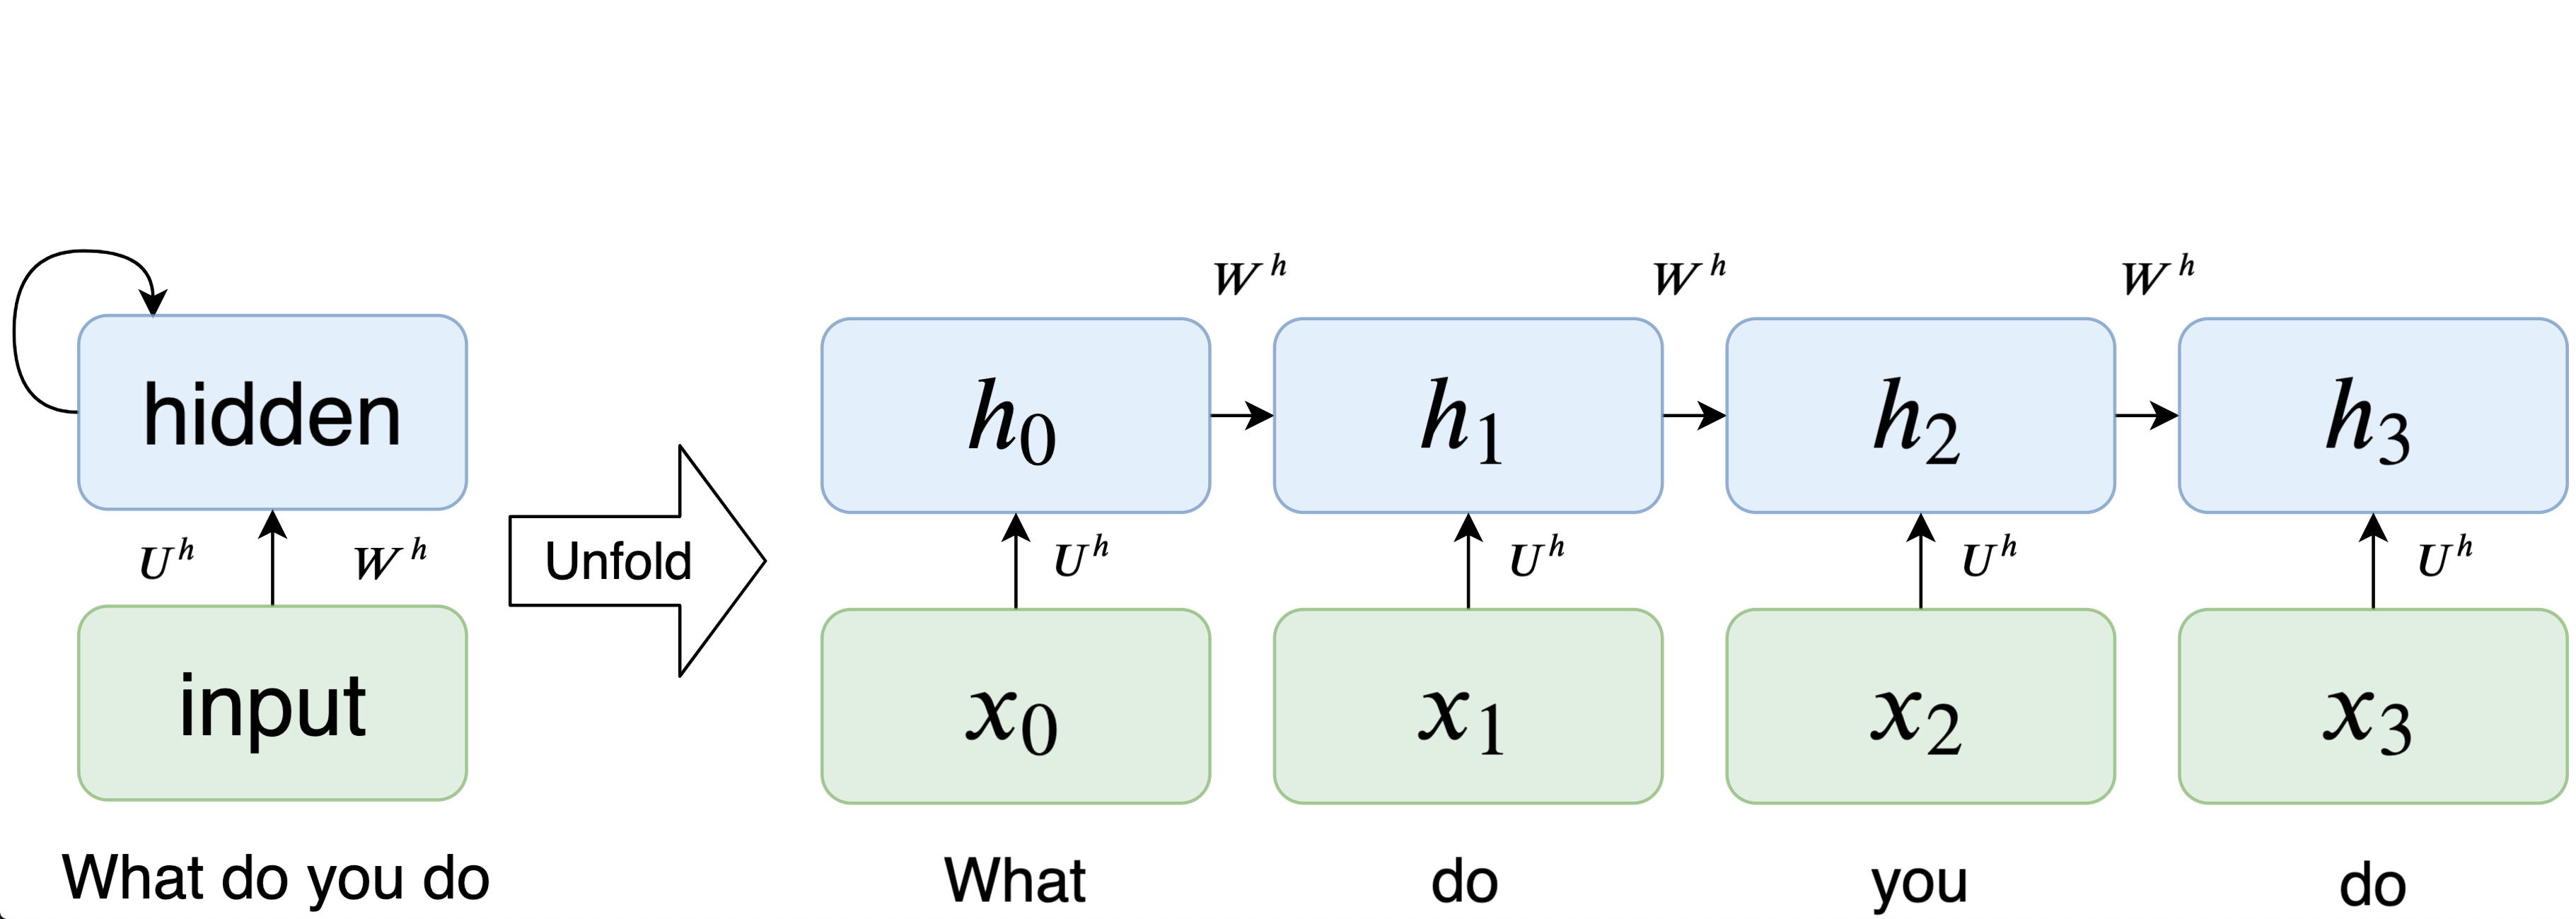 W^h W^h W^h
hidden h_0 h_1 h_2 h_3
U^h W^h Unfold U^h U^h U^h U^h
input x_0 x_1 x_2 x_3
What do you do What do you do